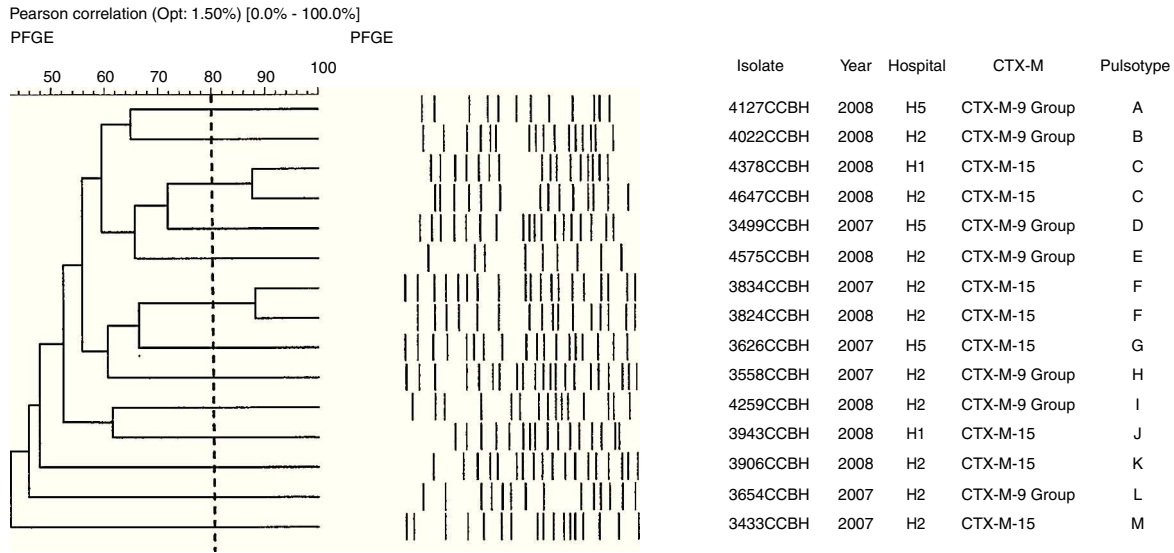 Pearson correlation (Opt: 1.50%) [0.0% - 100.0%]
PFGE PFGE
50 60 70 80 90 100
Isolate Year Hospital CTX-M Pulsotype
4127CCBH 2008 H5 CTX-M-9 Group A
4022CCBH 2008 H2 CTX-M-9 Group B
4378CCBH 2008 H1 CTX-M-15 C
4647CCBH 2008 H2 CTX-M-15 C
3499CCBH 2007 H5 CTX-M-9 Group D
4575CCBH 2008 H2 CTX-M-9 Group E
3834CCBH 2007 H2 CTX-M-15 F
3824CCBH 2008 H2 CTX-M-15 F
3626CCBH 2007 H5 CTX-M-15 G
3558CCBH 2007 H2 CTX-M-9 Group H
4259CCBH 2008 H2 CTX-M-9 Group I
3943CCBH 2008 H1 CTX-M-15 J
3906CCBH 2008 H2 CTX-M-15 K
3654CCBH 2007 H2 CTX-M-9 Group L
3433CCBH 2007 H2 CTX-M-15 M